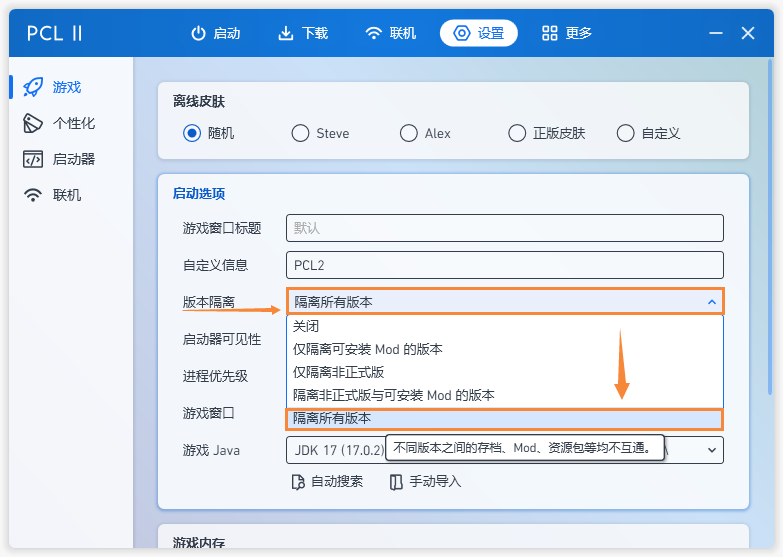 PCL II
启动
下载
联机
设置
更多
游戏
个性化
启动器
联机
离线皮肤
随机
Steve
Alex
正版皮肤
自定义
启动选项
游戏窗口标题
默认
自定义信息
PCL2
版本隔离
隔离所有版本
关闭
仅隔离可安装 Mod 的版本
仅隔离非正式版
隔离非正式版与可安装 Mod 的版本
隔离所有版本
启动器可见性
进程优先级
游戏窗口
游戏 Java
JDK 17 (17.0.2)
不同版本之间的存档、Mod、资源包等均不互通。
自动搜索
手动导入
游戏内存